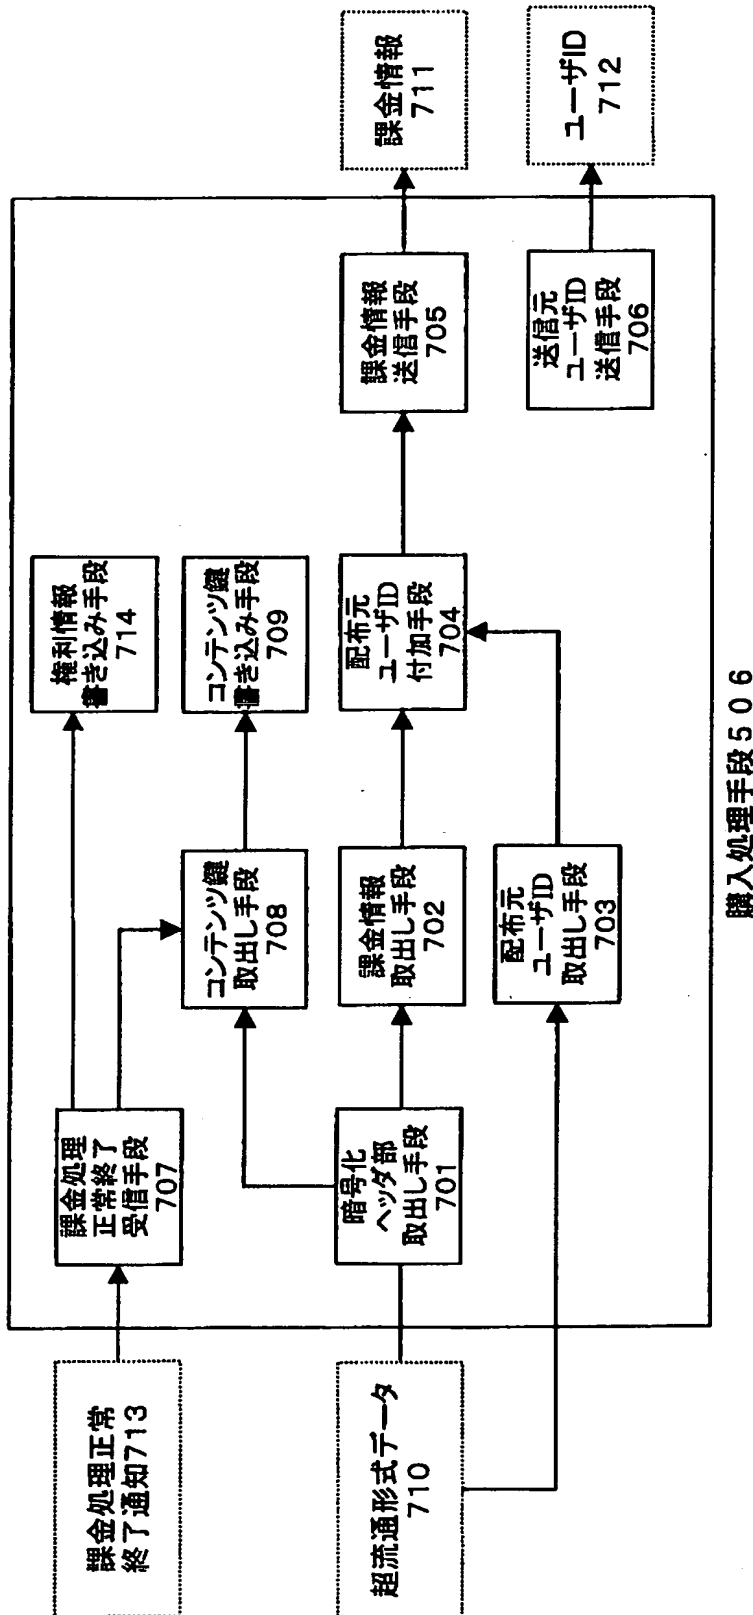 課金処理正常
終了通知713
超流通形式データ
710
課金処理
正常終了
受信手段
707
暗号化
ヘッダ部
取出し手段
701
コンテンツ鍵
取出し手段
708
課金情報
取出し手段
702
配布元
ユーザID
取出し手段
703
権利情報
書き込み手段
714
コンテンツ鍵
書き込み手段
709
配布元
ユーザID
付加手段
704
課金情報
送信手段
705
送信元
ユーザID
送信手段
706
課金情報
711
ユーザID
712
購入処理手段506